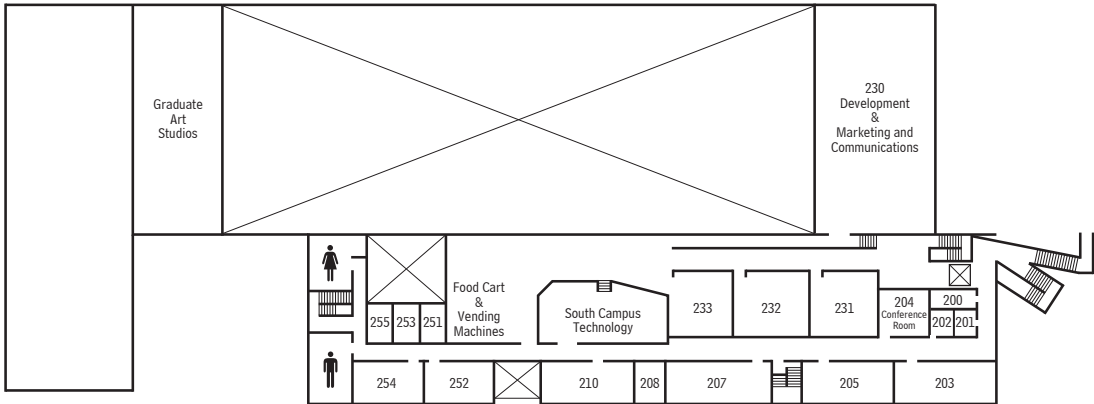 Graduate
Art
Studios
230
Development
&
Marketing and
Communications
Food Cart
&
Vending
Machines
South Campus
Technology
233
232
231
204
Conference
Room
200
202
201
255
253
251
254
252
210
208
207
205
203